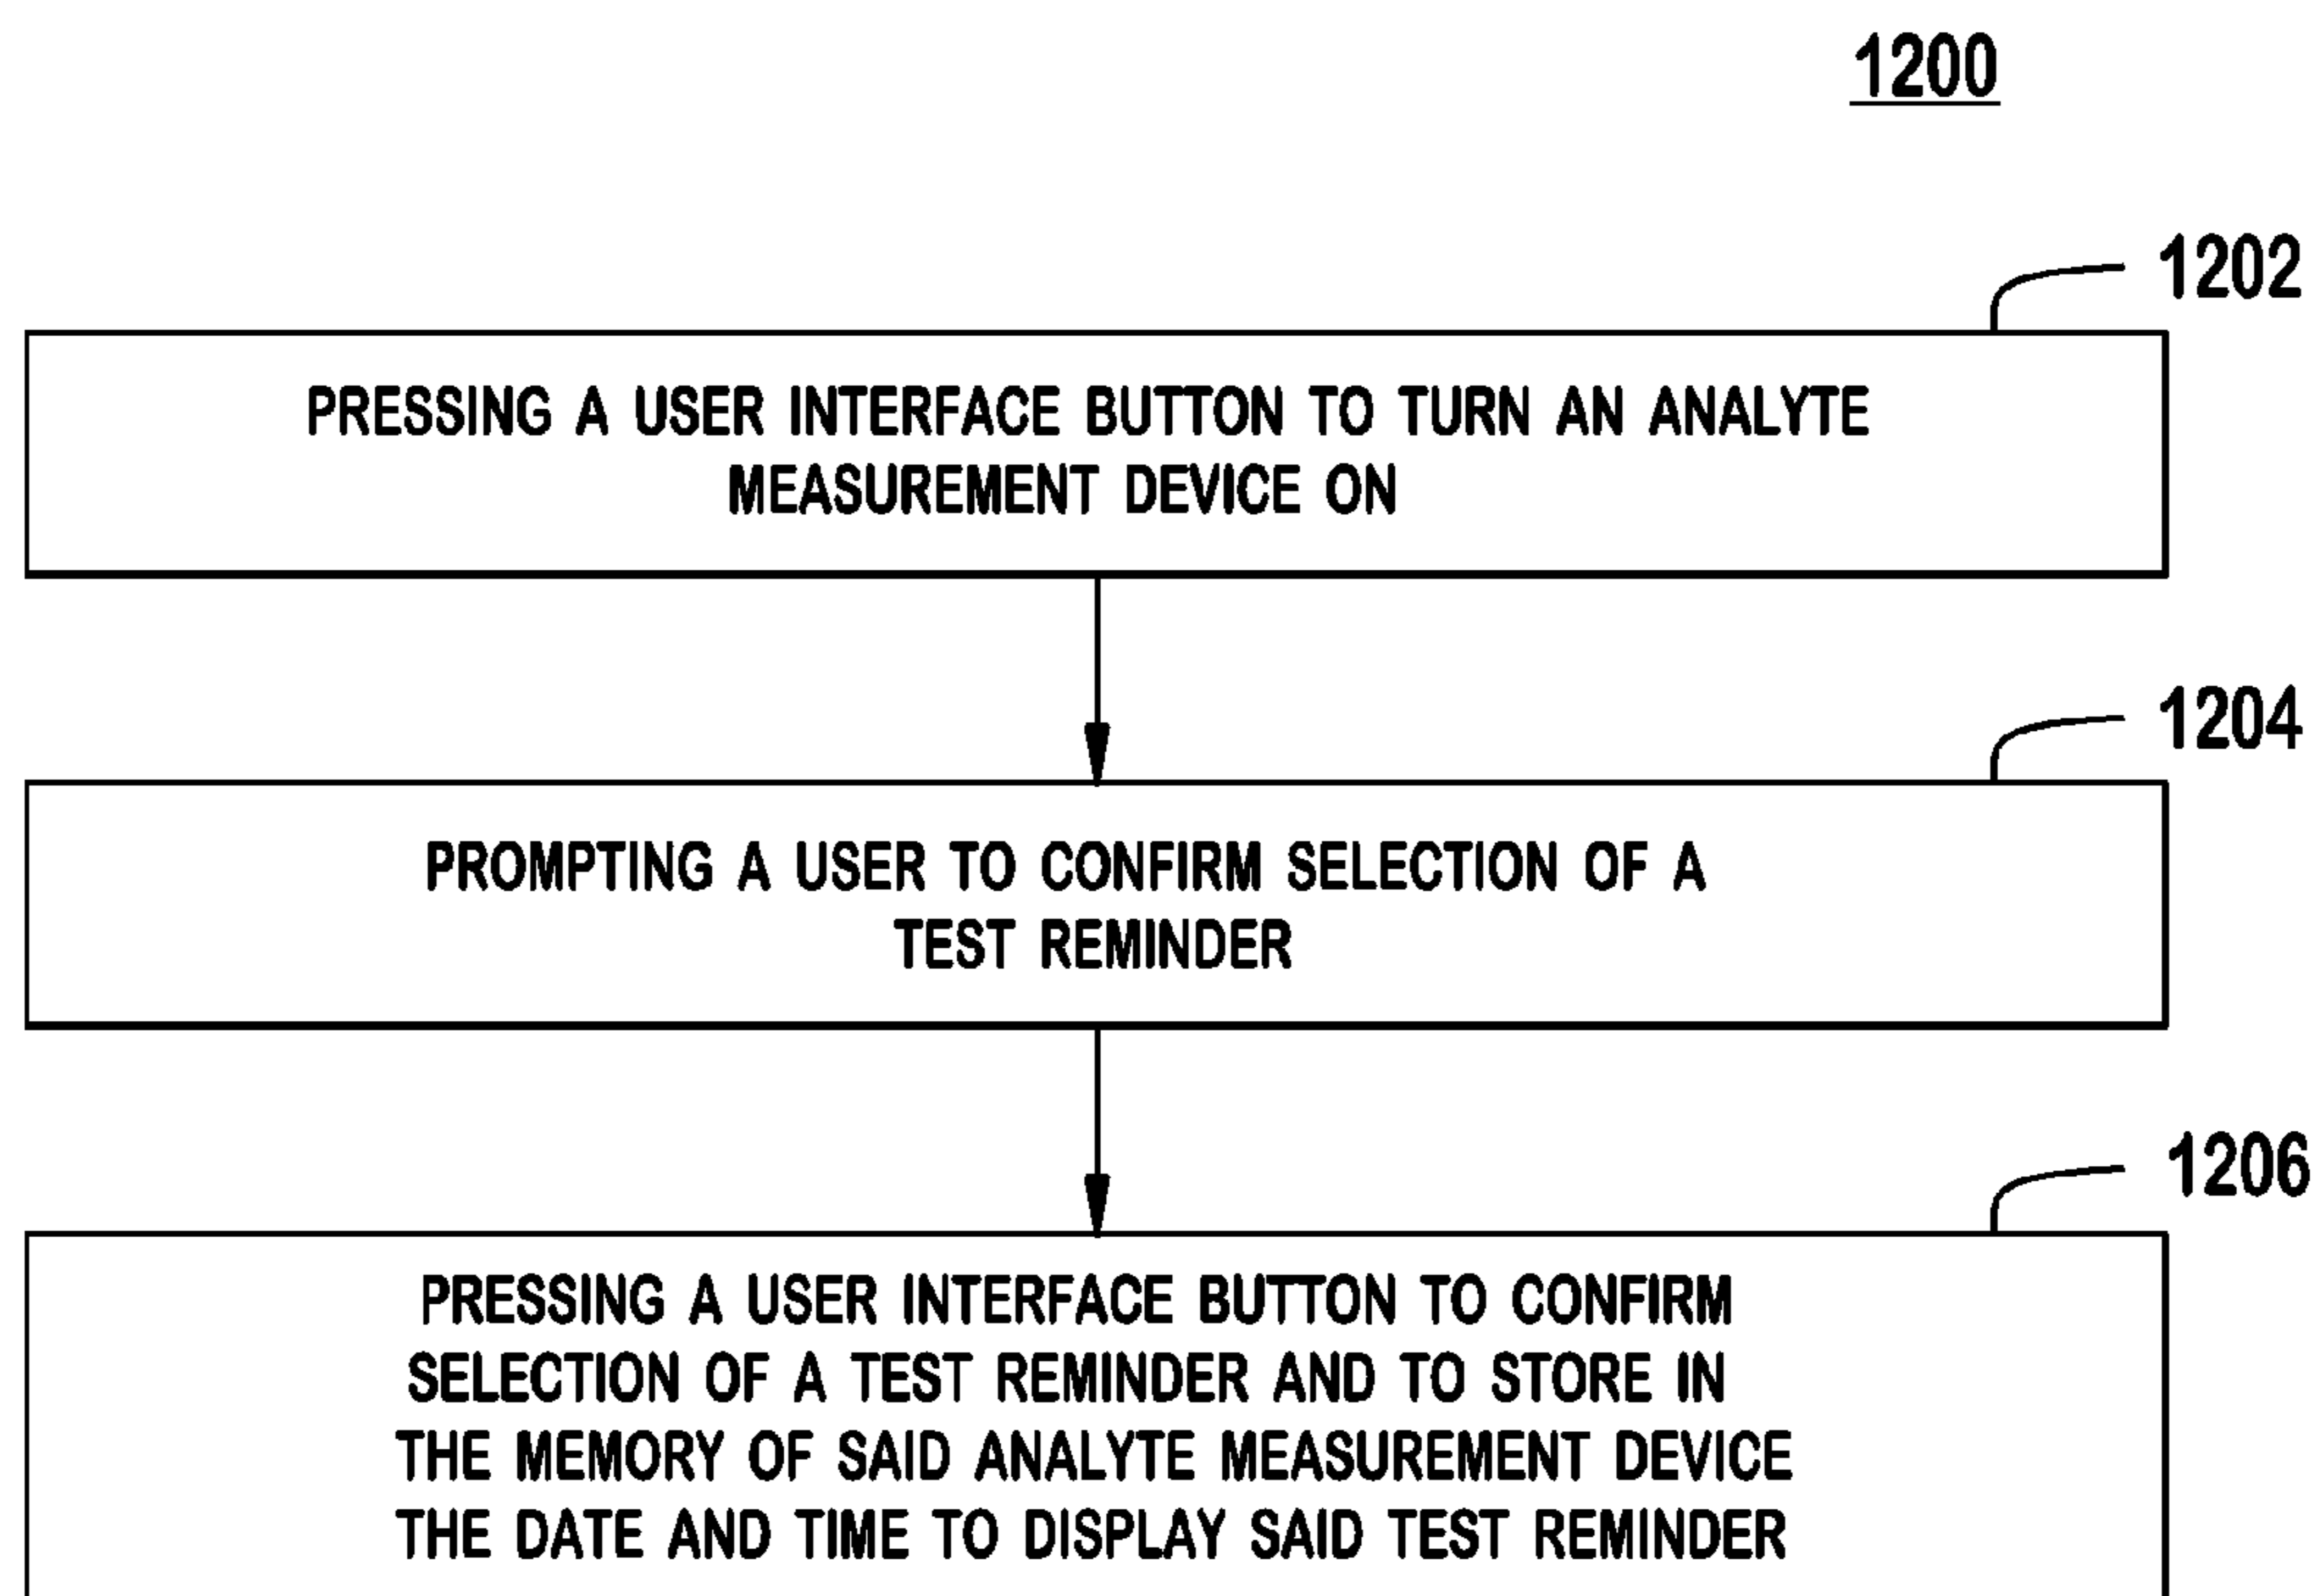 1200
1202
PRESSING A USER INTERFACE BUTTON TO TURN AN ANALYTE
MEASUREMENT DEVICE ON
1204
PROMPTING A USER TO CONFIRM SELECTION OF A
TEST REMINDER
1206
PRESSING A USER INTERFACE BUTTON TO CONFIRM
SELECTION OF A TEST REMINDER AND TO STORE IN
THE MEMORY OF SAID ANALYTE MEASUREMENT DEVICE
THE DATE AND TIME TO DISPLAY SAID TEST REMINDER